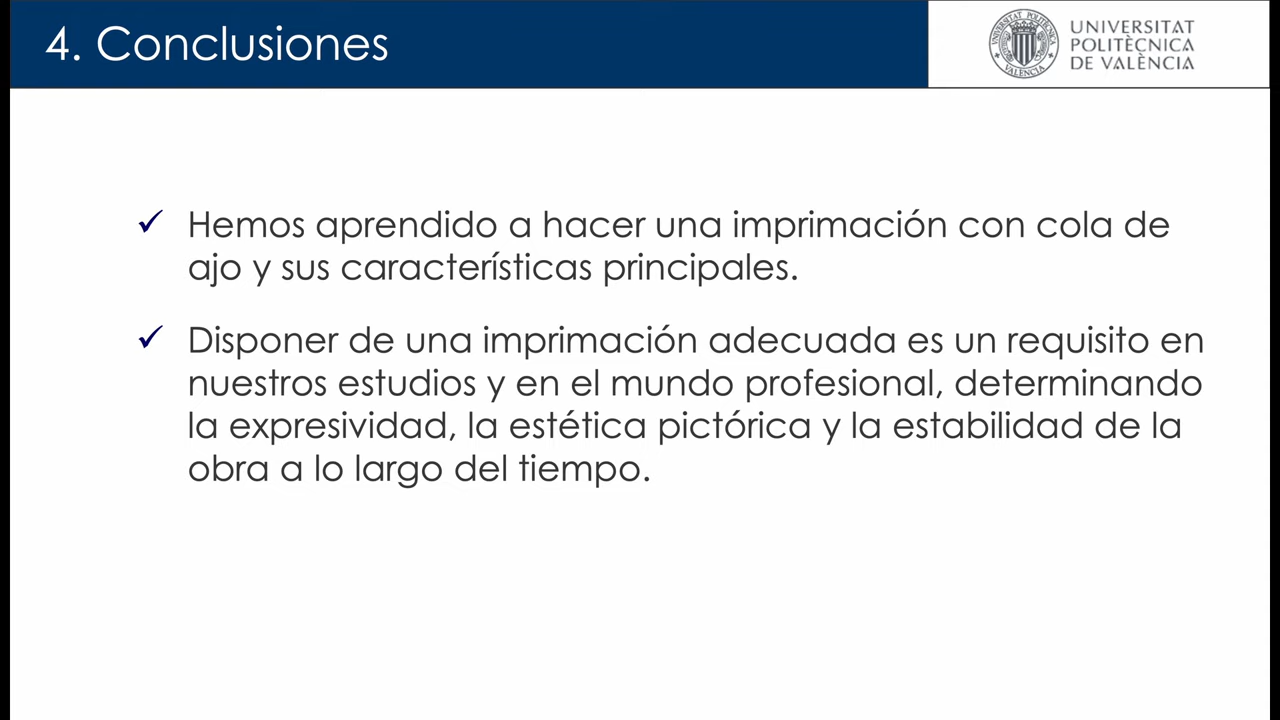 4. Conclusiones
UNIVERSITAT
POLITÈCNICA
DE VALÈNCIA
Hemos aprendido a hacer una imprimación con cola de
ajo y sus características principales.
Disponer de una imprimación adecuada es un requisito en
nuestros estudios y en el mundo profesional, determinando
la expresividad, la estética pictórica y la estabilidad de la
obra a lo largo del tiempo.